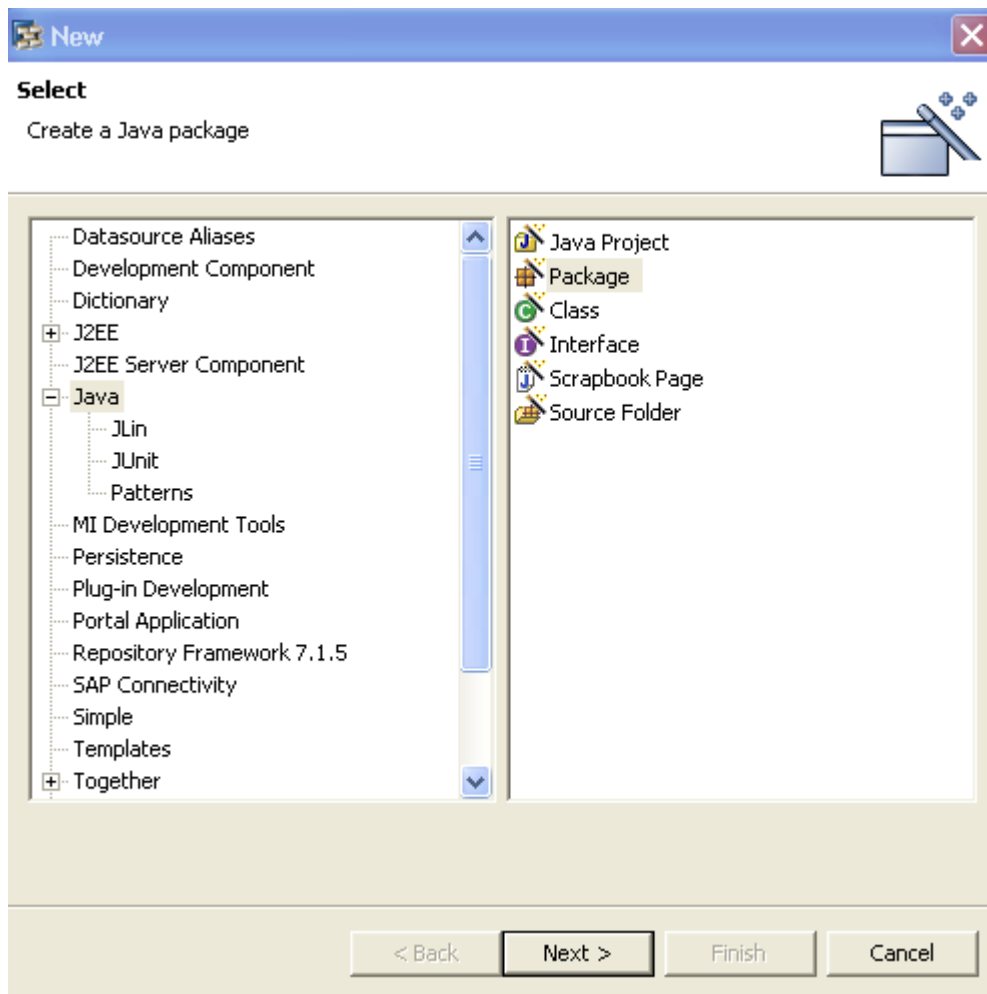 New
Select
Create a Java package
Datasource Aliases
Development Component
Dictionary
J2EE
J2EE Server Component
Java
JLin
JUnit
Patterns
MI Development Tools
Persistence
Plug-in Development
Portal Application
Repository Framework 7.1.5
SAP Connectivity
Simple
Templates
Together
Java Project
Package
Class
Interface
Scrapbook Page
Source Folder
< Back Next > Finish Cancel